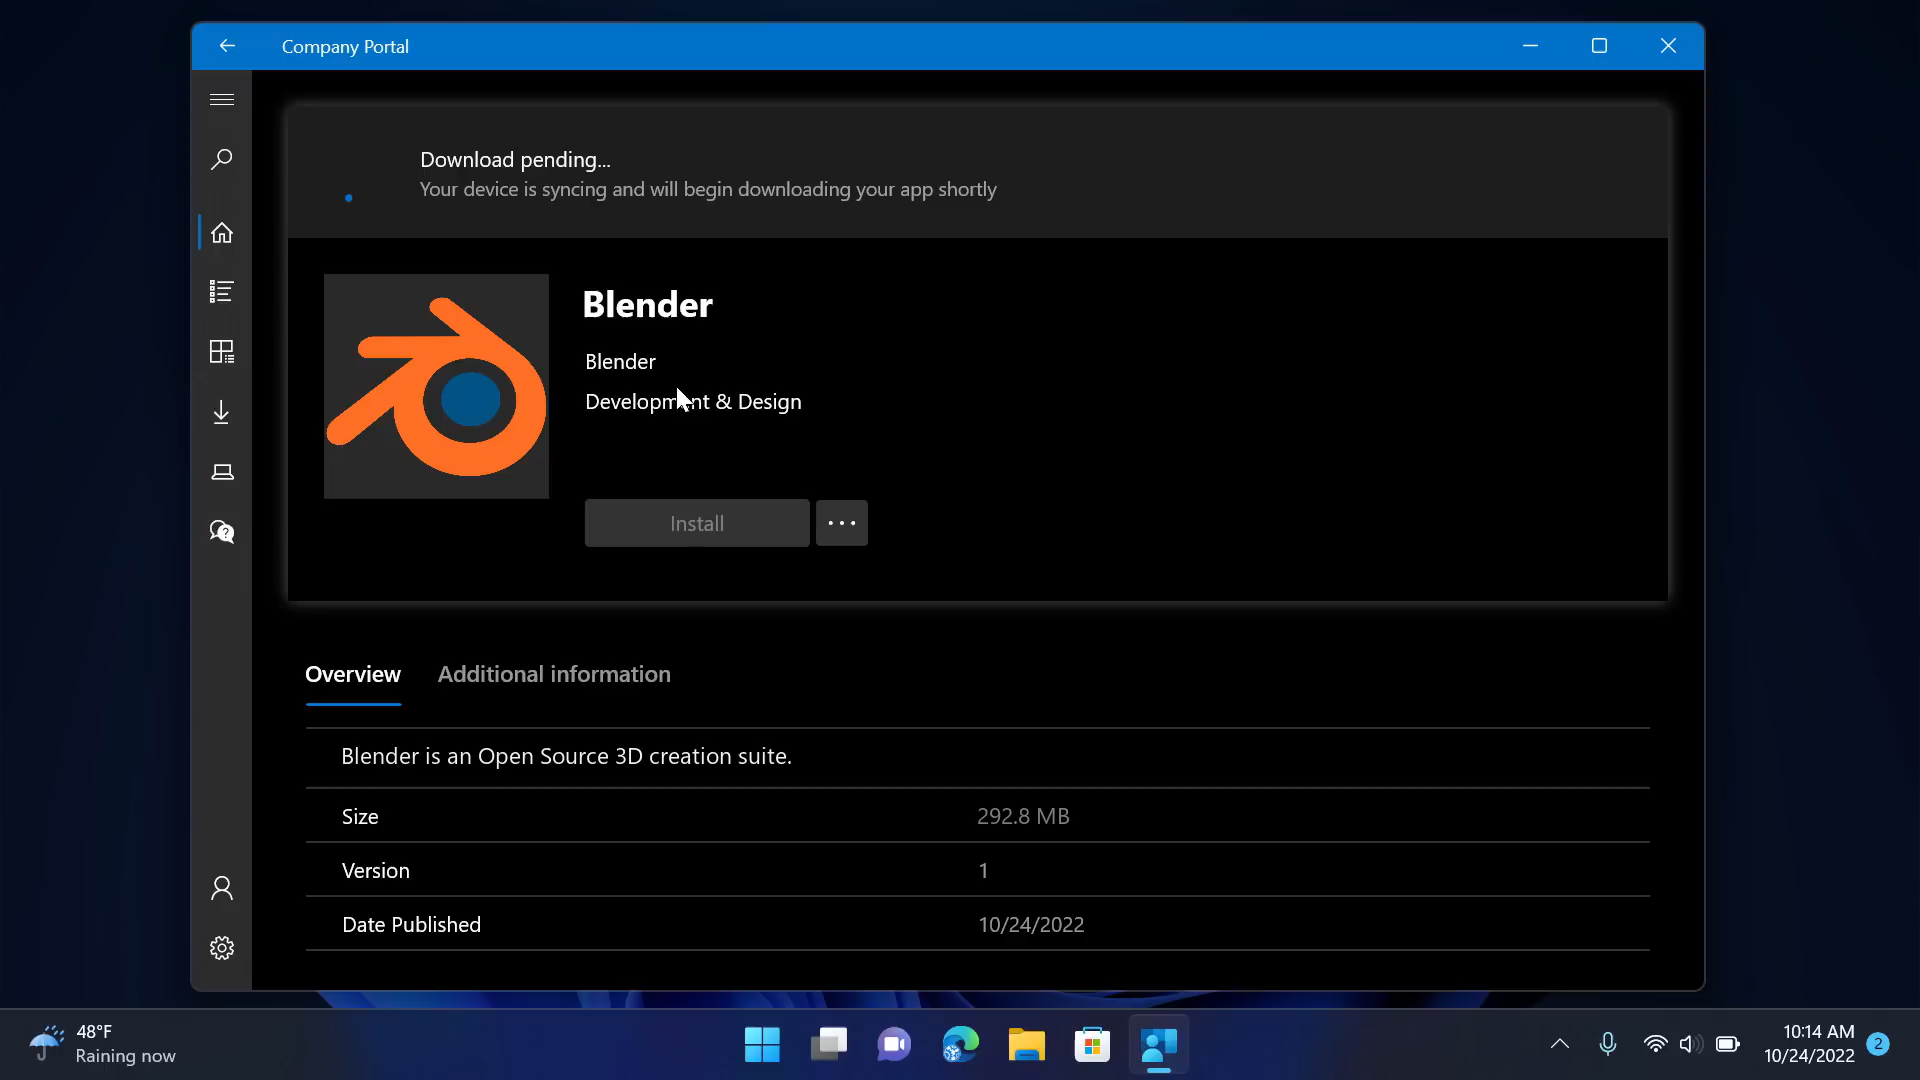 Company Portal
Download pending...
Your device is syncing and will begin downloading your app shortly
Blender
Blender
Development & Design
Install
Overview
Additional information
Blender is an Open Source 3D creation suite.
Size
292.8 MB
Version
1
Date Published
10/24/2022
48°F
Raining now
10:14 AM
10/24/2022
2